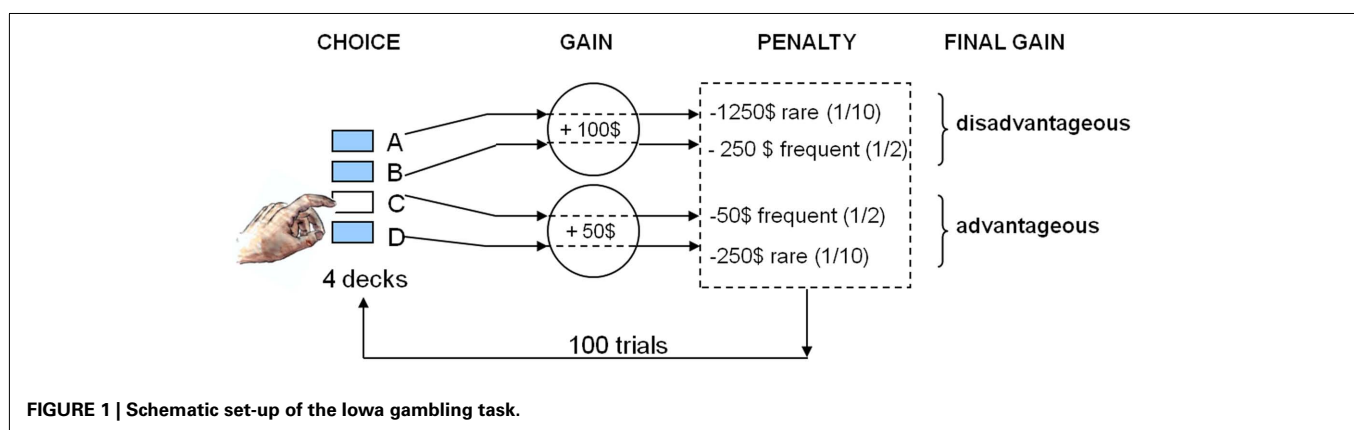 CHOICE GAIN PENALTY FINAL GAIN
A
B
C
D
4 decks
+ 100$
+ 50$
-1250$ rare (1/10)
- 250 $ frequent (1/2)
-50$ frequent (1/2)
-250$ rare (1/10)
disadvantageous
advantageous
100 trials
FIGURE 1 | Schematic set-up of the Iowa gambling task.